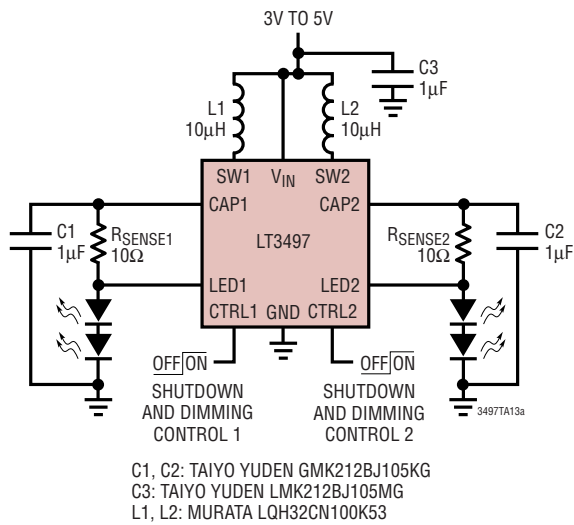 3V TO 5V
C3
1µF
L1
10µH
L2
10µH
SW1
VIN
SW2
CAP1
CAP2
C1
1µF
RSENSE1
10Ω
LT3497
RSENSE2
10Ω
C2
1µF
LED1
LED2
CTRL1
GND
CTRL2
OFF ON
OFF ON
SHUTDOWN
AND DIMMING
CONTROL 1
SHUTDOWN
AND DIMMING
CONTROL 2
3497TA13a
C1, C2: TAIYO YUDEN GMK212BJ105KG
C3: TAIYO YUDEN LMK212BJ105MG
L1, L2: MURATA LQH32CN100K53